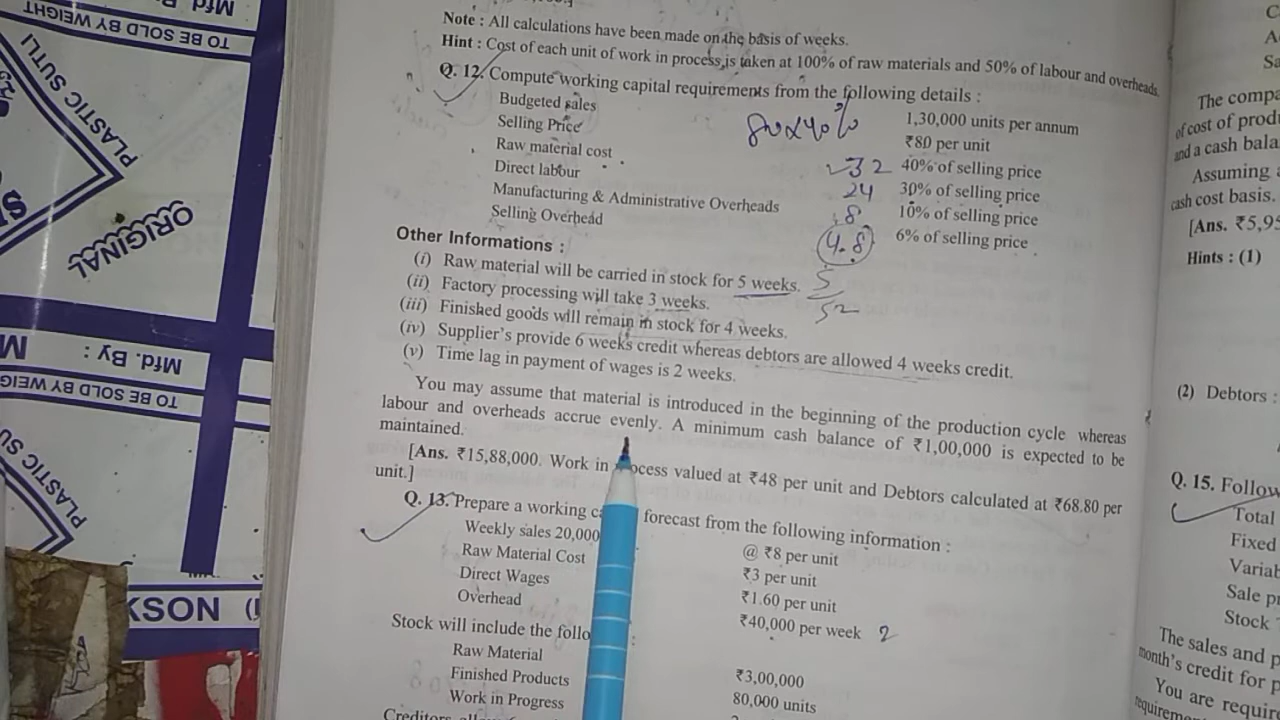 Note : All calculations have been made on the basis of weeks.
Hint : Cost of each unit of work in process is taken at 100% of raw materials and 50% of labour and overheads.
Q. 12. Compute working capital requirements from the following details :
Budgeted sales 1,30,000 units per annum
Selling Price ₹80 per unit
80×40%
Raw material cost 32 40% of selling price
Direct labour 24 30% of selling price
Manufacturing & Administrative Overheads 8 10% of selling price
Selling Overhead 4.8 6% of selling price
Other Informations :
(i) Raw material will be carried in stock for 5 weeks. 5/52
(ii) Factory processing will take 3 weeks.
(iii) Finished goods will remain in stock for 4 weeks.
(iv) Supplier's provide 6 weeks credit whereas debtors are allowed 4 weeks credit.
(v) Time lag in payment of wages is 2 weeks.
You may assume that material is introduced in the beginning of the production cycle whereas
labour and overheads accrue evenly. A minimum cash balance of ₹1,00,000 is expected to be
maintained.
[Ans. ₹15,88,000. Work in process valued at ₹48 per unit and Debtors calculated at ₹68.80 per
unit.]
Q. 13. Prepare a working forecast from the following information :
Weekly sales 20,000 @ ₹8 per unit
Raw Material Cost ₹3 per unit
Direct Wages ₹1.60 per unit
Overhead ₹40,000 per week 2
Stock will include the :
Raw Material ₹3,00,000
Finished Products 80,000 units
Work in Progress
The
of cost of
and a cash
Assuming
cash cost basis.
[Ans. ₹5,9
Hints : (1)
(2) Debtors :
Q. 15.
Total
Fixed
Sale
Stock
The sales and
month's credit for
You are
TO BE SOLD BY WEIGHT
PLASTIC SUTLI
ORIGINAL
Mfd. By :
TO BE SOLD BY
PLASTIC